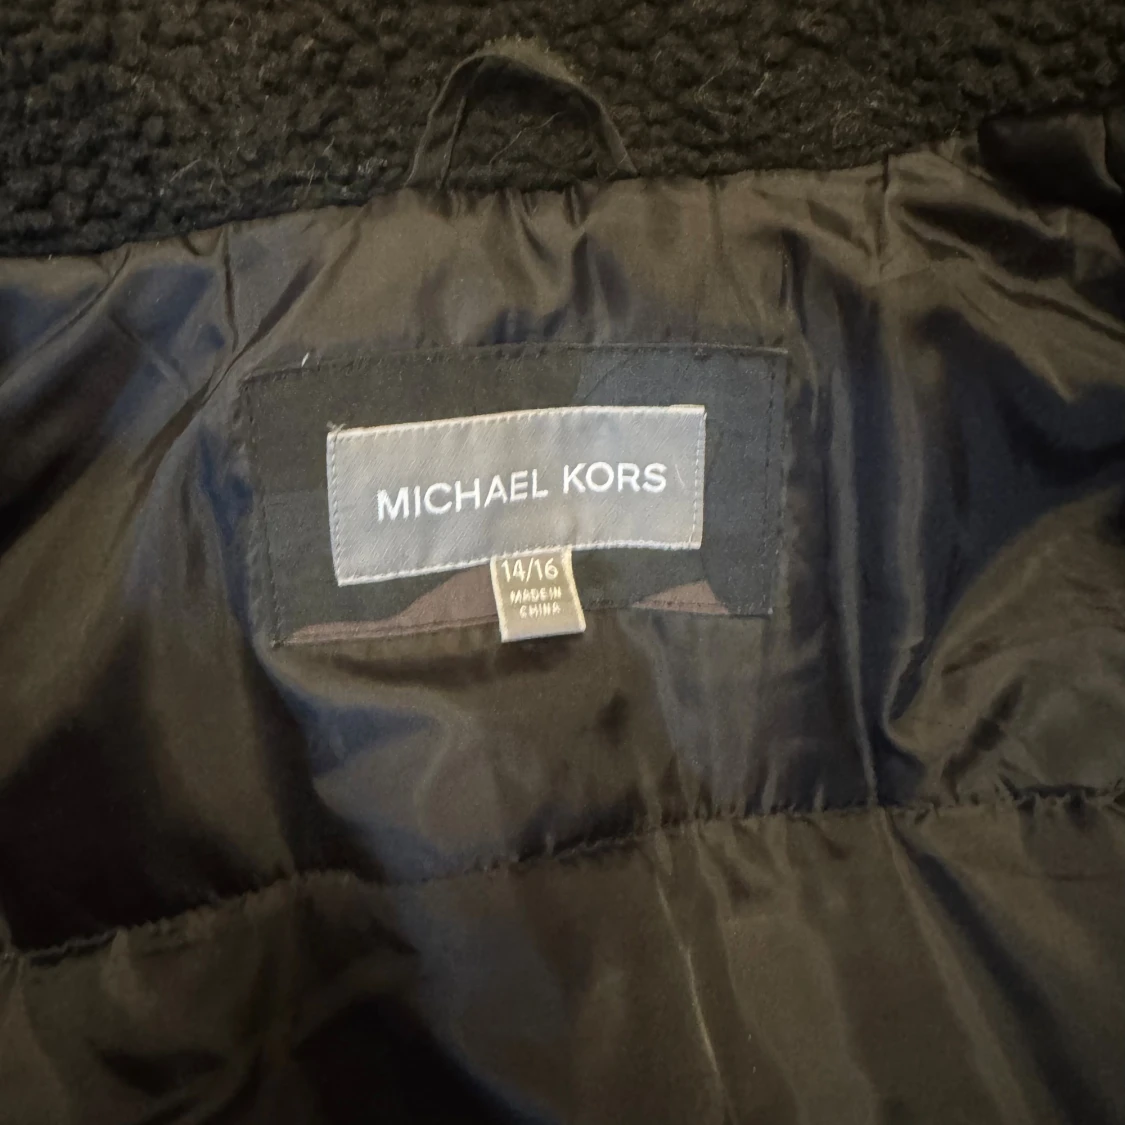 MICHAEL KORS
14/16
MADE IN
CHINA